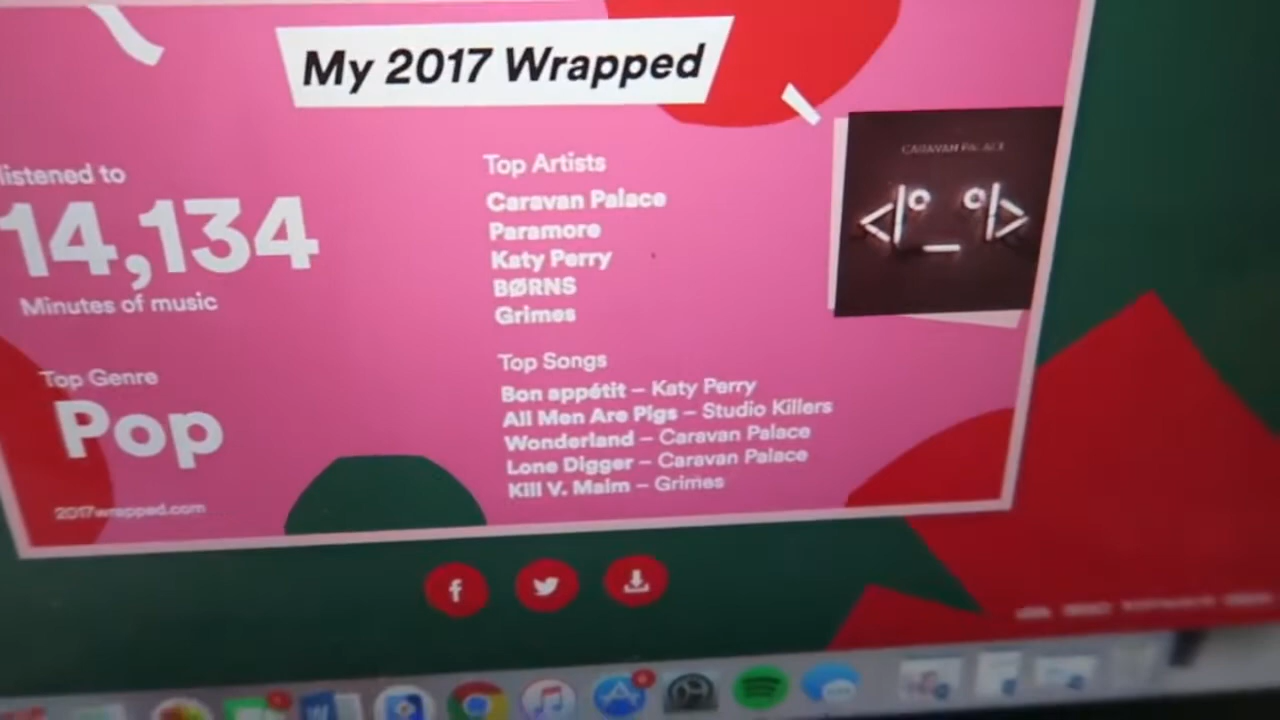 My 2017 Wrapped
listened to
14,134
Minutes of music
Top Genre
Pop
2017wrapped.com
Top Artists
Caravan Palace
Paramore
Katy Perry
BØRNS
Grimes
Top Songs
Bon appétit – Katy Perry
All Men Are Pigs – Studio Killers
Wonderland – Caravan Palace
Lone Digger – Caravan Palace
Kill V. Maim – Grimes
CARAVAN PALACE
<|° °|>
_